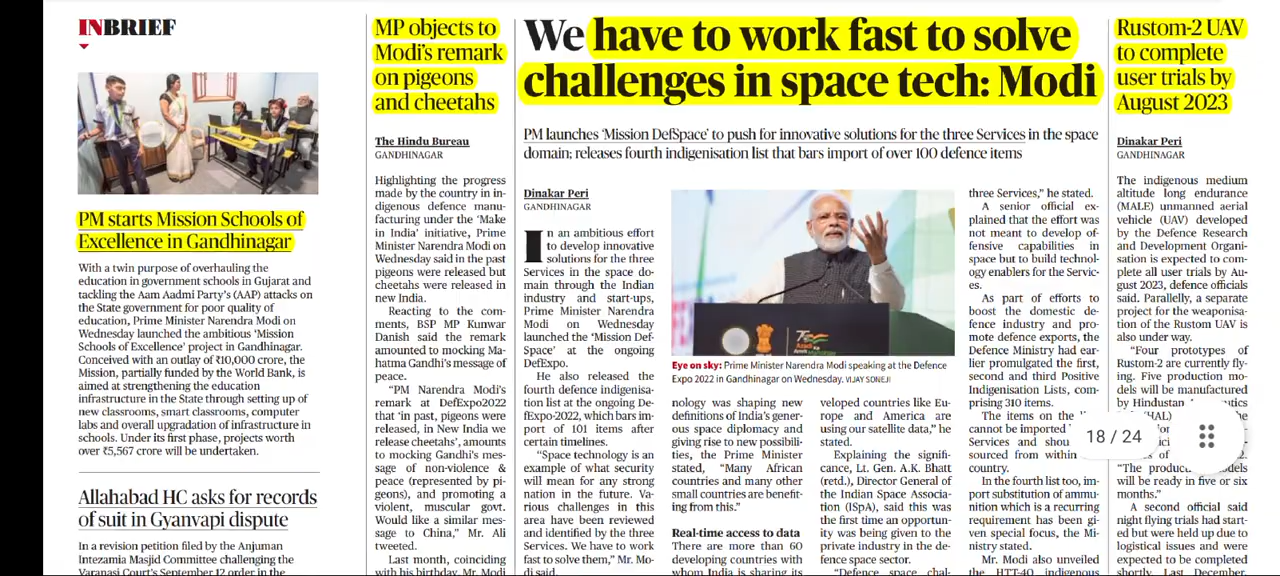 INBRIEF
PM starts Mission Schools of
Excellence in Gandhinagar
With a twin purpose of overhauling the
education in government schools in Gujarat and
tackling the Aam Aadmi Party's (AAP) attacks on
the State government for poor quality of
education, Prime Minister Narendra Modi on
Wednesday launched the ambitious 'Mission
Schools of Excellence' project in Gandhinagar.
Conceived with an outlay of ₹10,000 crore, the
Mission, partially funded by the World Bank, is
aimed at strengthening the education
infrastructure in the State through setting up of
new classrooms, smart classrooms, computer
labs and overall upgradation of infrastructure in
schools. Under its first phase, projects worth
over ₹5,567 crore will be undertaken.
Allahabad HC asks for records
of suit in Gyanvapi dispute
In a revision petition filed by the Anjuman
Intezamia Masjid Committee challenging the
Varanasi Court's September 12 order in the
MP objects to
Modi's remark
on pigeons
and cheetahs
The Hindu Bureau
GANDHINAGAR
Highlighting the progress
made by the country in in-
digenous defence manu-
facturing under the 'Make
in India' initiative, Prime
Minister Narendra Modi on
Wednesday said in the past
pigeons were released but
cheetahs were released in
new India.
Reacting to the com-
ments, BSP MP Kunwar
Danish said the remark
amounted to mocking Ma-
hatma Gandhi's message of
peace.
"PM Narendra Modi's
remark at DefExpo2022
that 'in past, pigeons were
released, in New India we
release cheetahs', amounts
to mocking Gandhi's mes-
sage of non-violence &
peace (represented by pi-
geons), and promoting a
violent, muscular govt.
Would like a similar mes-
sage to China," Mr. Ali
tweeted.
Last month, coinciding
with his birthday, Mr. Modi
We have to work fast to solve
challenges in space tech: Modi
PM launches 'Mission DefSpace' to push for innovative solutions for the three Services in the space
domain; releases fourth indigenisation list that bars import of over 100 defence items
Dinakar Peri
GANDHINAGAR
In an ambitious effort
to develop innovative
solutions for the three
Services in the space do-
main through the Indian
industry and start-ups,
Prime Minister Narendra
Modi on Wednesday
launched the 'Mission Def-
Space' at the ongoing
DefExpo.
He also released the
fourth defence indigenisa-
tion list at the ongoing De-
fExpo-2022, which bars im-
port of 101 items after
certain timelines.
"Space technology is an
example of what security
will mean for any strong
nation in the future. Va-
rious challenges in this
area have been reviewed
and identified by the three
Services. We have to work
fast to solve them," Mr. Mo-
di said.
Eye on sky: Prime Minister Narendra Modi speaking at the Defence
Expo 2022 in Gandhinagar on Wednesday. VIJAY SONEJI
nology was shaping new
definitions of India's gener-
ous space diplomacy and
giving rise to new possibili-
ties, the Prime Minister
stated, "Many African
countries and many other
small countries are benefit-
ing from this."
Real-time access to data
There are more than 60
developing countries with
whom India is sharing its
veloped countries like Eu-
rope and America are
using our satellite data," he
stated.
Explaining the signifi-
cance, Lt. Gen. A.K. Bhatt
(retd.), Director General of
the Indian Space Associa-
tion (ISpA), said this was
the first time an opportun-
ity was being given to the
private industry in the de-
fence space sector.
"Defence space chal-
three Services," he stated.
A senior official ex-
plained that the effort was
not meant to develop of-
fensive capabilities in
space but to build technol-
ogy enablers for the Servic-
es.
As part of efforts to
boost the domestic de-
fence industry and pro-
mote defence exports, the
Defence Ministry had ear-
lier promulgated the first,
second and third Positive
Indigenisation Lists, com-
prising 310 items.
The items on the
cannot be imported
Services and shou
sourced from within
country.
In the fourth list too, im-
port substitution of ammu-
nition which is a recurring
requirement has been giv-
en special focus, the Mi-
nistry stated.
Mr. Modi also unveiled
the HTT-40 indigenous
Rustom-2 UAV
to complete
user trials by
August 2023
Dinakar Peri
GANDHINAGAR
The indigenous medium
altitude long endurance
(MALE) unmanned aerial
vehicle (UAV) developed
by the Defence Research
and Development Organi-
sation is expected to com-
plete all user trials by Au-
gust 2023, defence officials
said. Parallelly, a separate
project for the weaponisa-
tion of the Rustom UAV is
also under way.
"Four prototypes of
Rustom-2 are currently fly-
ing. Five production mo-
dels will be manufactured
by Hindustan
(HAL)
18 / 24
"The product
will be ready in five or six
months."
A second official said
night flying trials had start-
ed but were held up due to
logistical issues and were
expected to be completed
shortly. Last December,